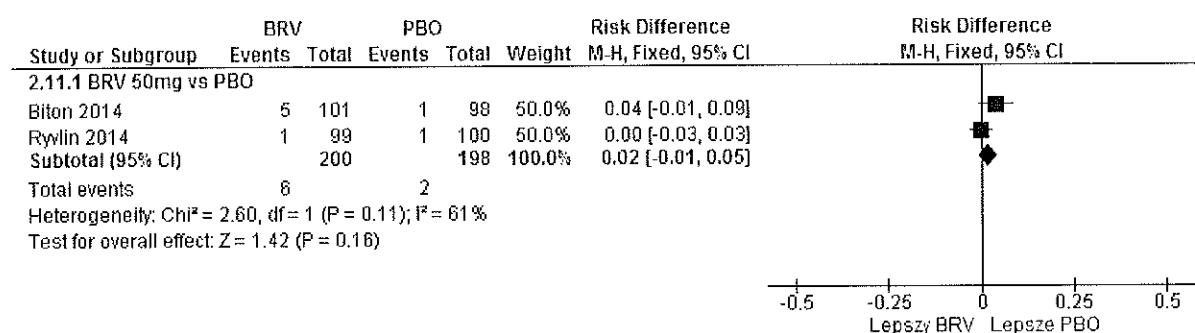 BRV PBO Risk Difference Risk Difference
Study or Subgroup Events Total Events Total Weight M-H, Fixed, 95% CI M-H, Fixed, 95% CI
2.11.1 BRV 50mg vs PBO
Biton 2014 5 101 1 98 50.0% 0.04 [-0.01, 0.09]
Ryvlin 2014 1 99 1 100 50.0% 0.00 [-0.03, 0.03]
Subtotal (95% CI) 200 198 100.0% 0.02 [-0.01, 0.05]
Total events 6 2
Heterogeneity: Chi² = 2.60, df = 1 (P = 0.11); I² = 61%
Test for overall effect: Z = 1.42 (P = 0.16)
-0.5 -0.25 0 0.25 0.5
Lepszy BRV Lepsze PBO